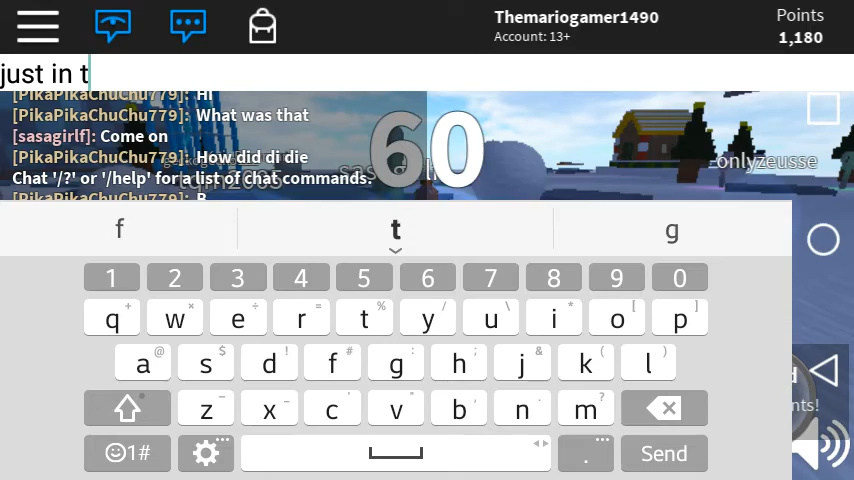 Themariogamer1490
Account: 13+
Points
1,180
just in t
[PikaPikaChuChu779]: Hi
[PikaPikaChuChu779]: What was that
[sasagirlf]: Come on
[PikaPikaChuChu779]: How did di die
Chat '/?' or '/help' for a list of chat commands.
[PikaPikaChuChu779]: B
60
onlyzeusse
f t g
1 2 3 4 5 6 7 8 9 0
q + w × e ÷ r = t % y / u \ i * o [ p ]
a @ s $ d ! f # g : h ; j & k ( l )
z x c v b n m ?
☺1# . Send
nts!